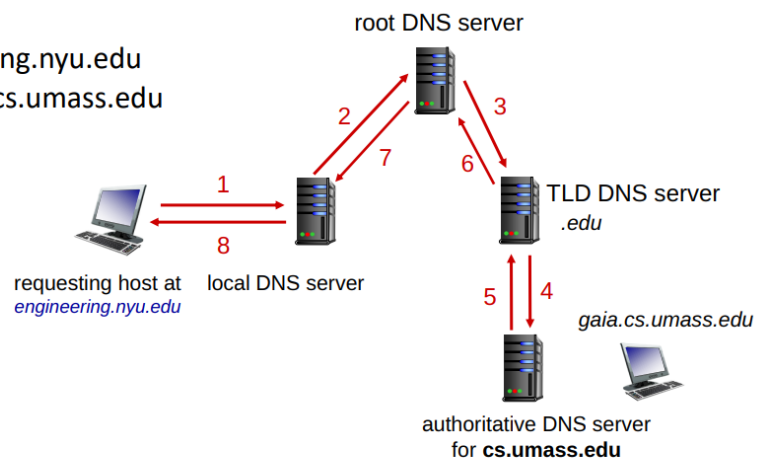 root DNS server
ng.nyu.edu
cs.umass.edu
2
3
7
6
1
TLD DNS server
.edu
8
requesting host at
engineering.nyu.edu
local DNS server
5
4
gaia.cs.umass.edu
authoritative DNS server
for cs.umass.edu